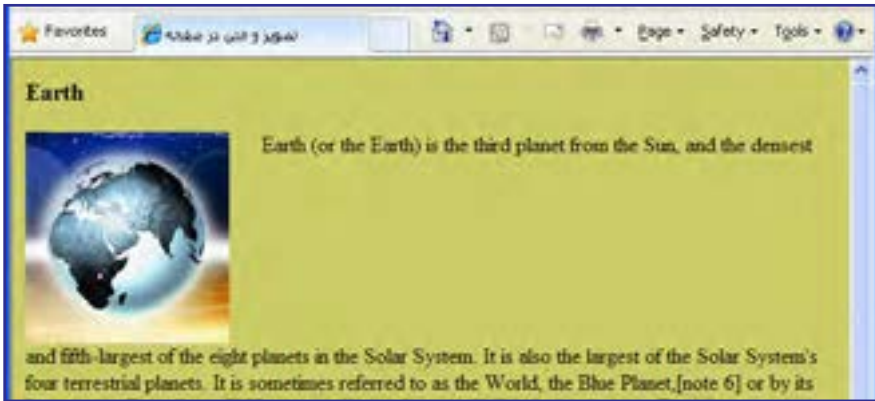 Favorites
تصویر و متن در صفحه
Page
Safety
Tools
Earth
Earth (or the Earth) is the third planet from the Sun, and the densest
and fifth-largest of the eight planets in the Solar System. It is also the largest of the Solar System's
four terrestrial planets. It is sometimes referred to as the World, the Blue Planet,[note 6] or by its